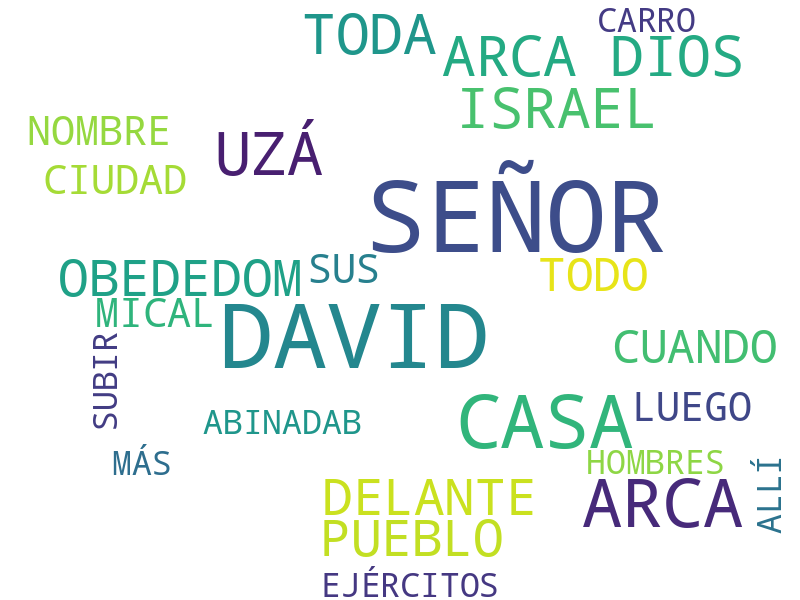 CARRO
TODA
ARCA DIOS
ISRAEL
NOMBRE
UZÁ
CIUDAD
SEÑOR
OBEDEDOM
SUS
TODO
MICAL
DAVID
SUBIR
CUANDO
ABINADAB
CASA
LUEGO
MÁS
HOMBRES
ALLÍ
DELANTE
ARCA
PUEBLO
EJÉRCITOS